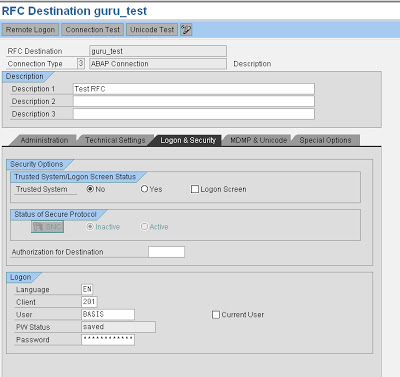 RFC Destination guru_test
Remote Logon Connection Test Unicode Test
RFC Destination guru_test
Connection Type 3 ABAP Connection Description
Description
Description 1 Test RFC
Description 2
Description 3
Administration Technical Settings Logon & Security MDMP & Unicode Special Options
Security Options
Trusted System/Logon Screen Status
Trusted System No Yes Logon Screen
Status of Secure Protocol
SNC Inactive Active
Authorization for Destination
Logon
Language EN
Client 201
User BASIS Current User
PW Status saved
Password ************